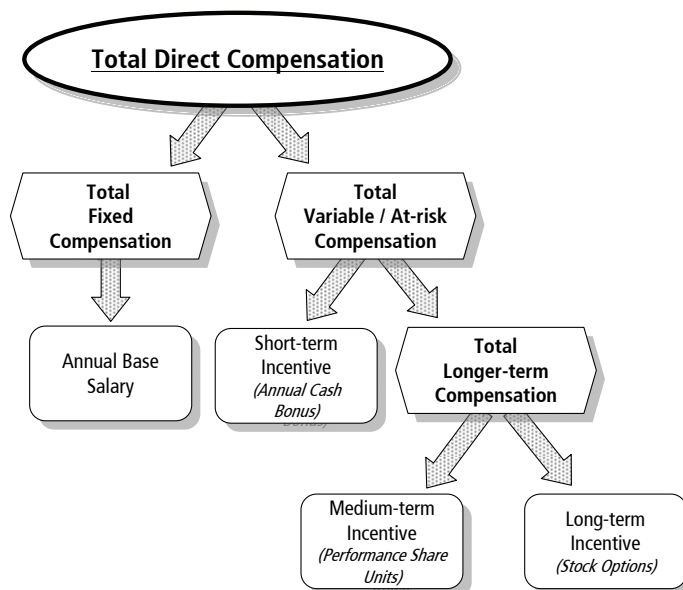 Total Direct Compensation
Total
Fixed
Compensation
Total
Variable / At-risk
Compensation
Annual Base
Salary
Short-term
Incentive
(Annual Cash
Bonus)
Total
Longer-term
Compensation
Medium-term
Incentive
(Performance Share
Units)
Long-term
Incentive
(Stock Options)